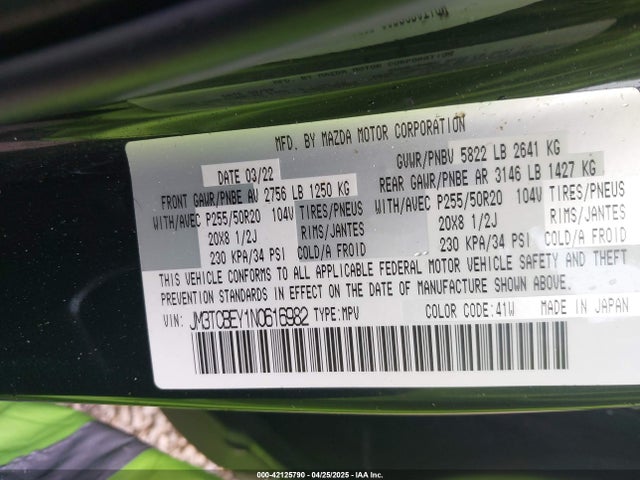 MFD. BY MAZDA MOTOR CORPORATION
DATE 03/22 GVWR/PNBV 5822 LB 2641 KG
FRONT GAWR/PNBE AV 2756 LB 1250 KG REAR GAWR/PNBE AR 3146 LB 1427 KG
WITH/AVEC P255/50R20 104V TIRES/PNEUS WITH/AVEC P255/50R20 104V TIRES/PNEUS
20X8 1/2J RIMS/JANTES 20X8 1/2J RIMS/JANTES
230 KPA/34 PSI COLD/A FROID 230 KPA/34 PSI COLD/A FROID
THIS VEHICLE CONFORMS TO ALL APPLICABLE FEDERAL MOTOR VEHICLE SAFETY AND THEFT
PREVENTION STANDARDS IN EFFECT ON THE DATE OF MANUFACTURE SHOWN ABOVE.
VIN: JM3TCBEY1N0616982 TYPE:MPV COLOR CODE:41W MADE IN JAPAN
000-42125790 - 04/25/2025 - IAA Inc.